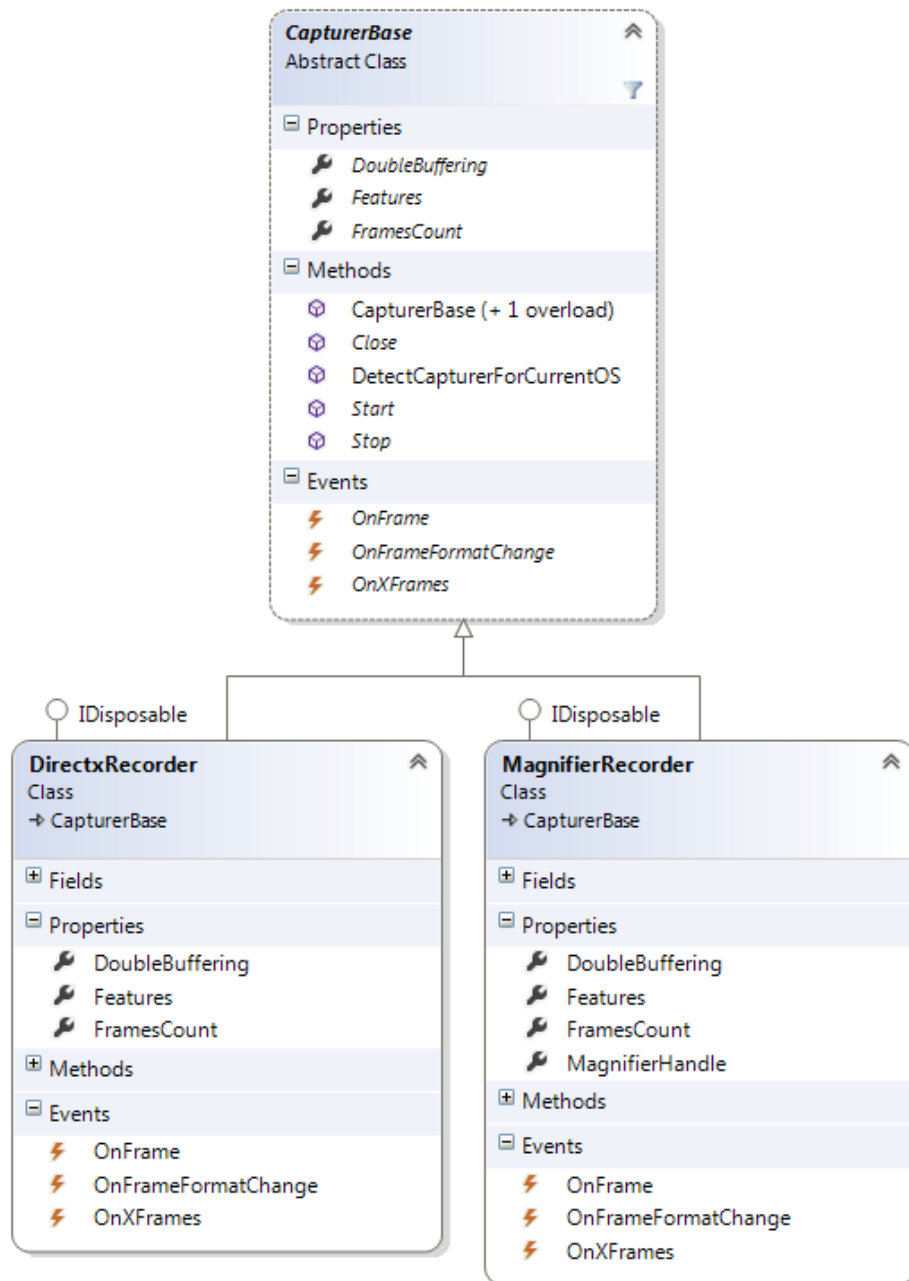 CapturerBase
Abstract Class
Properties
DoubleBuffering
Features
FramesCount
Methods
CapturerBase (+ 1 overload)
Close
DetectCapturerForCurrentOS
Start
Stop
Events
OnFrame
OnFrameFormatChange
OnXFrames
IDisposable
DirectxRecorder
Class
CapturerBase
Fields
Properties
DoubleBuffering
Features
FramesCount
Methods
Events
OnFrame
OnFrameFormatChange
OnXFrames
IDisposable
MagnifierRecorder
Class
CapturerBase
Fields
Properties
DoubleBuffering
Features
FramesCount
MagnifierHandle
Methods
Events
OnFrame
OnFrameFormatChange
OnXFrames